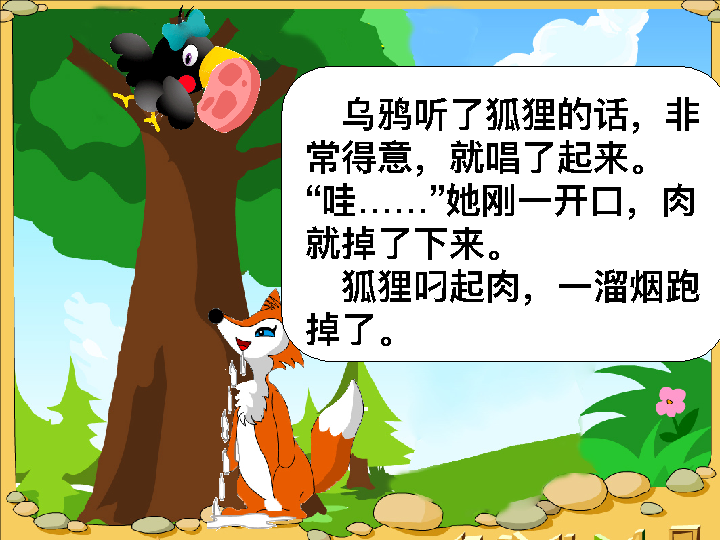 乌鸦听了狐狸的话，非
常得意，就唱了起来。
“哇……”她刚一开口，肉
就掉了下来。
狐狸叼起肉，一溜烟跑
掉了。